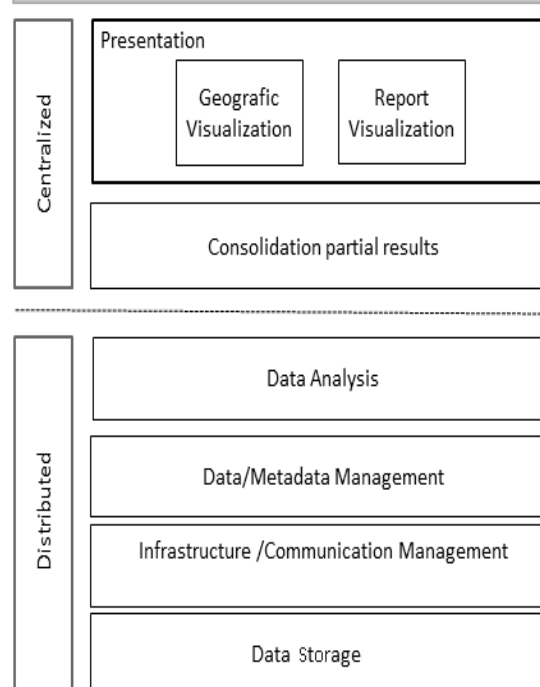 Centralized
Presentation
Geografic
Visualization
Report
Visualization
Consolidation partial results
Distributed
Data Analysis
Data/Metadata Management
Infrastructure /Communication Management
Data Storage